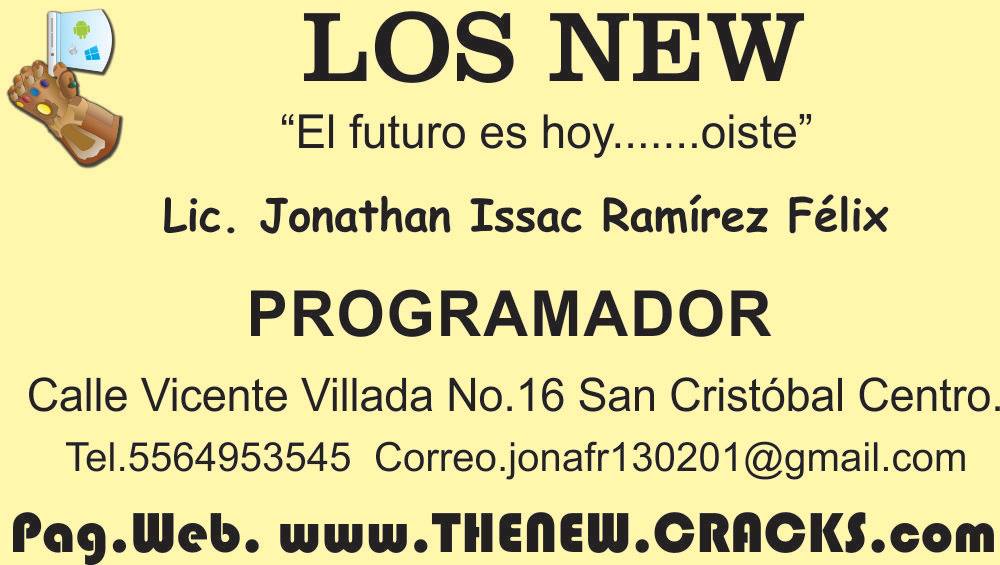 LOS NEW
“El futuro es hoy.......oiste”
Lic. Jonathan Issac Ramírez Félix
PROGRAMADOR
Calle Vicente Villada No.16 San Cristóbal Centro.
Tel.5564953545 Correo.jonafr130201@gmail.com
Pag.Web. www.THENEW.CRACKS.com